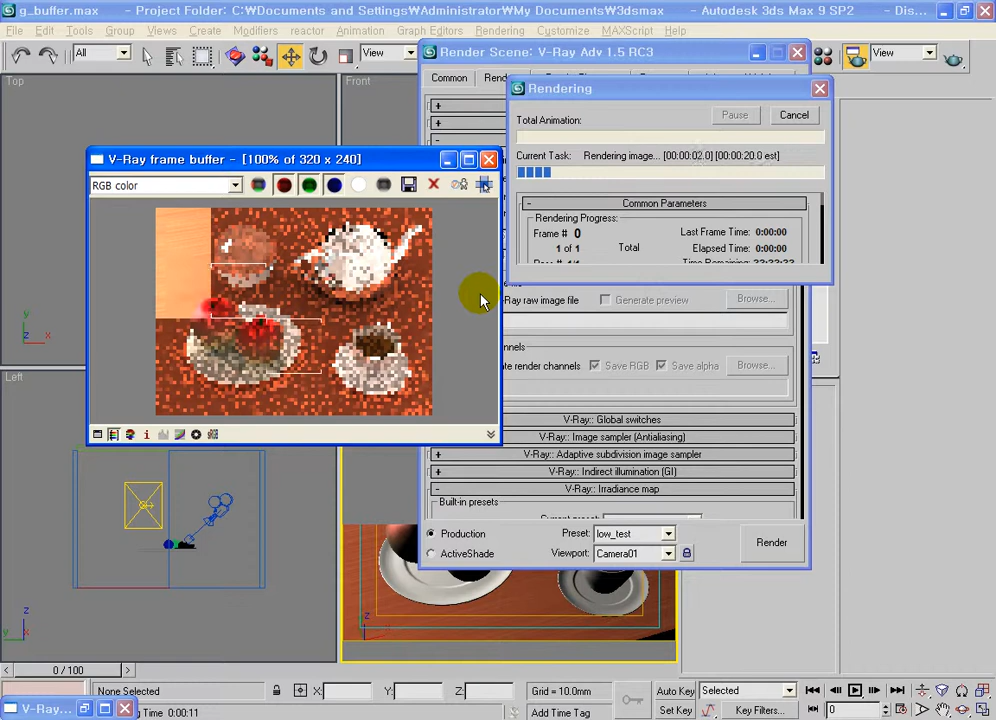 g_buffer.max - Project Folder: C:₩Documents and Settings₩Administrator₩My Documents₩3dsmax - Autodesk 3ds Max 9 SP2 - Dis...
File Edit Tools Group Views Create Modifiers reactor Animation Graph Editors Rendering Customize MAXScript Help
All View View
Render Scene: V-Ray Adv 1.5 RC3
Common
Rendering
Total Animation:
Pause Cancel
Current Task: Rendering image... [00:00:02.0] [00:00:20.0 est]
Common Parameters
Rendering Progress:
Frame # 0 Last Frame Time: 0:00:00
1 of 1 Total Elapsed Time: 0:00:00
Top Front
V-Ray frame buffer - [100% of 320 x 240]
RGB color
Ray raw image file Generate preview Browse...
Save RGB Save alpha Browse...
V-Ray:: Global switches
V-Ray:: Image sampler (Antialiasing)
V-Ray:: Adaptive subdivision image sampler
V-Ray:: Indirect illumination (GI)
V-Ray:: Irradiance map
Built-in presets
Production Preset: low_test
ActiveShade Viewport: Camera01
Render
Left
y
z x
z
y
z
x
0 / 100
None Selected X: Y: Z: Grid = 10.0mm Auto Key Selected
V-Ray... Time 0:00:11 Add Time Tag Set Key Key Filters... 0